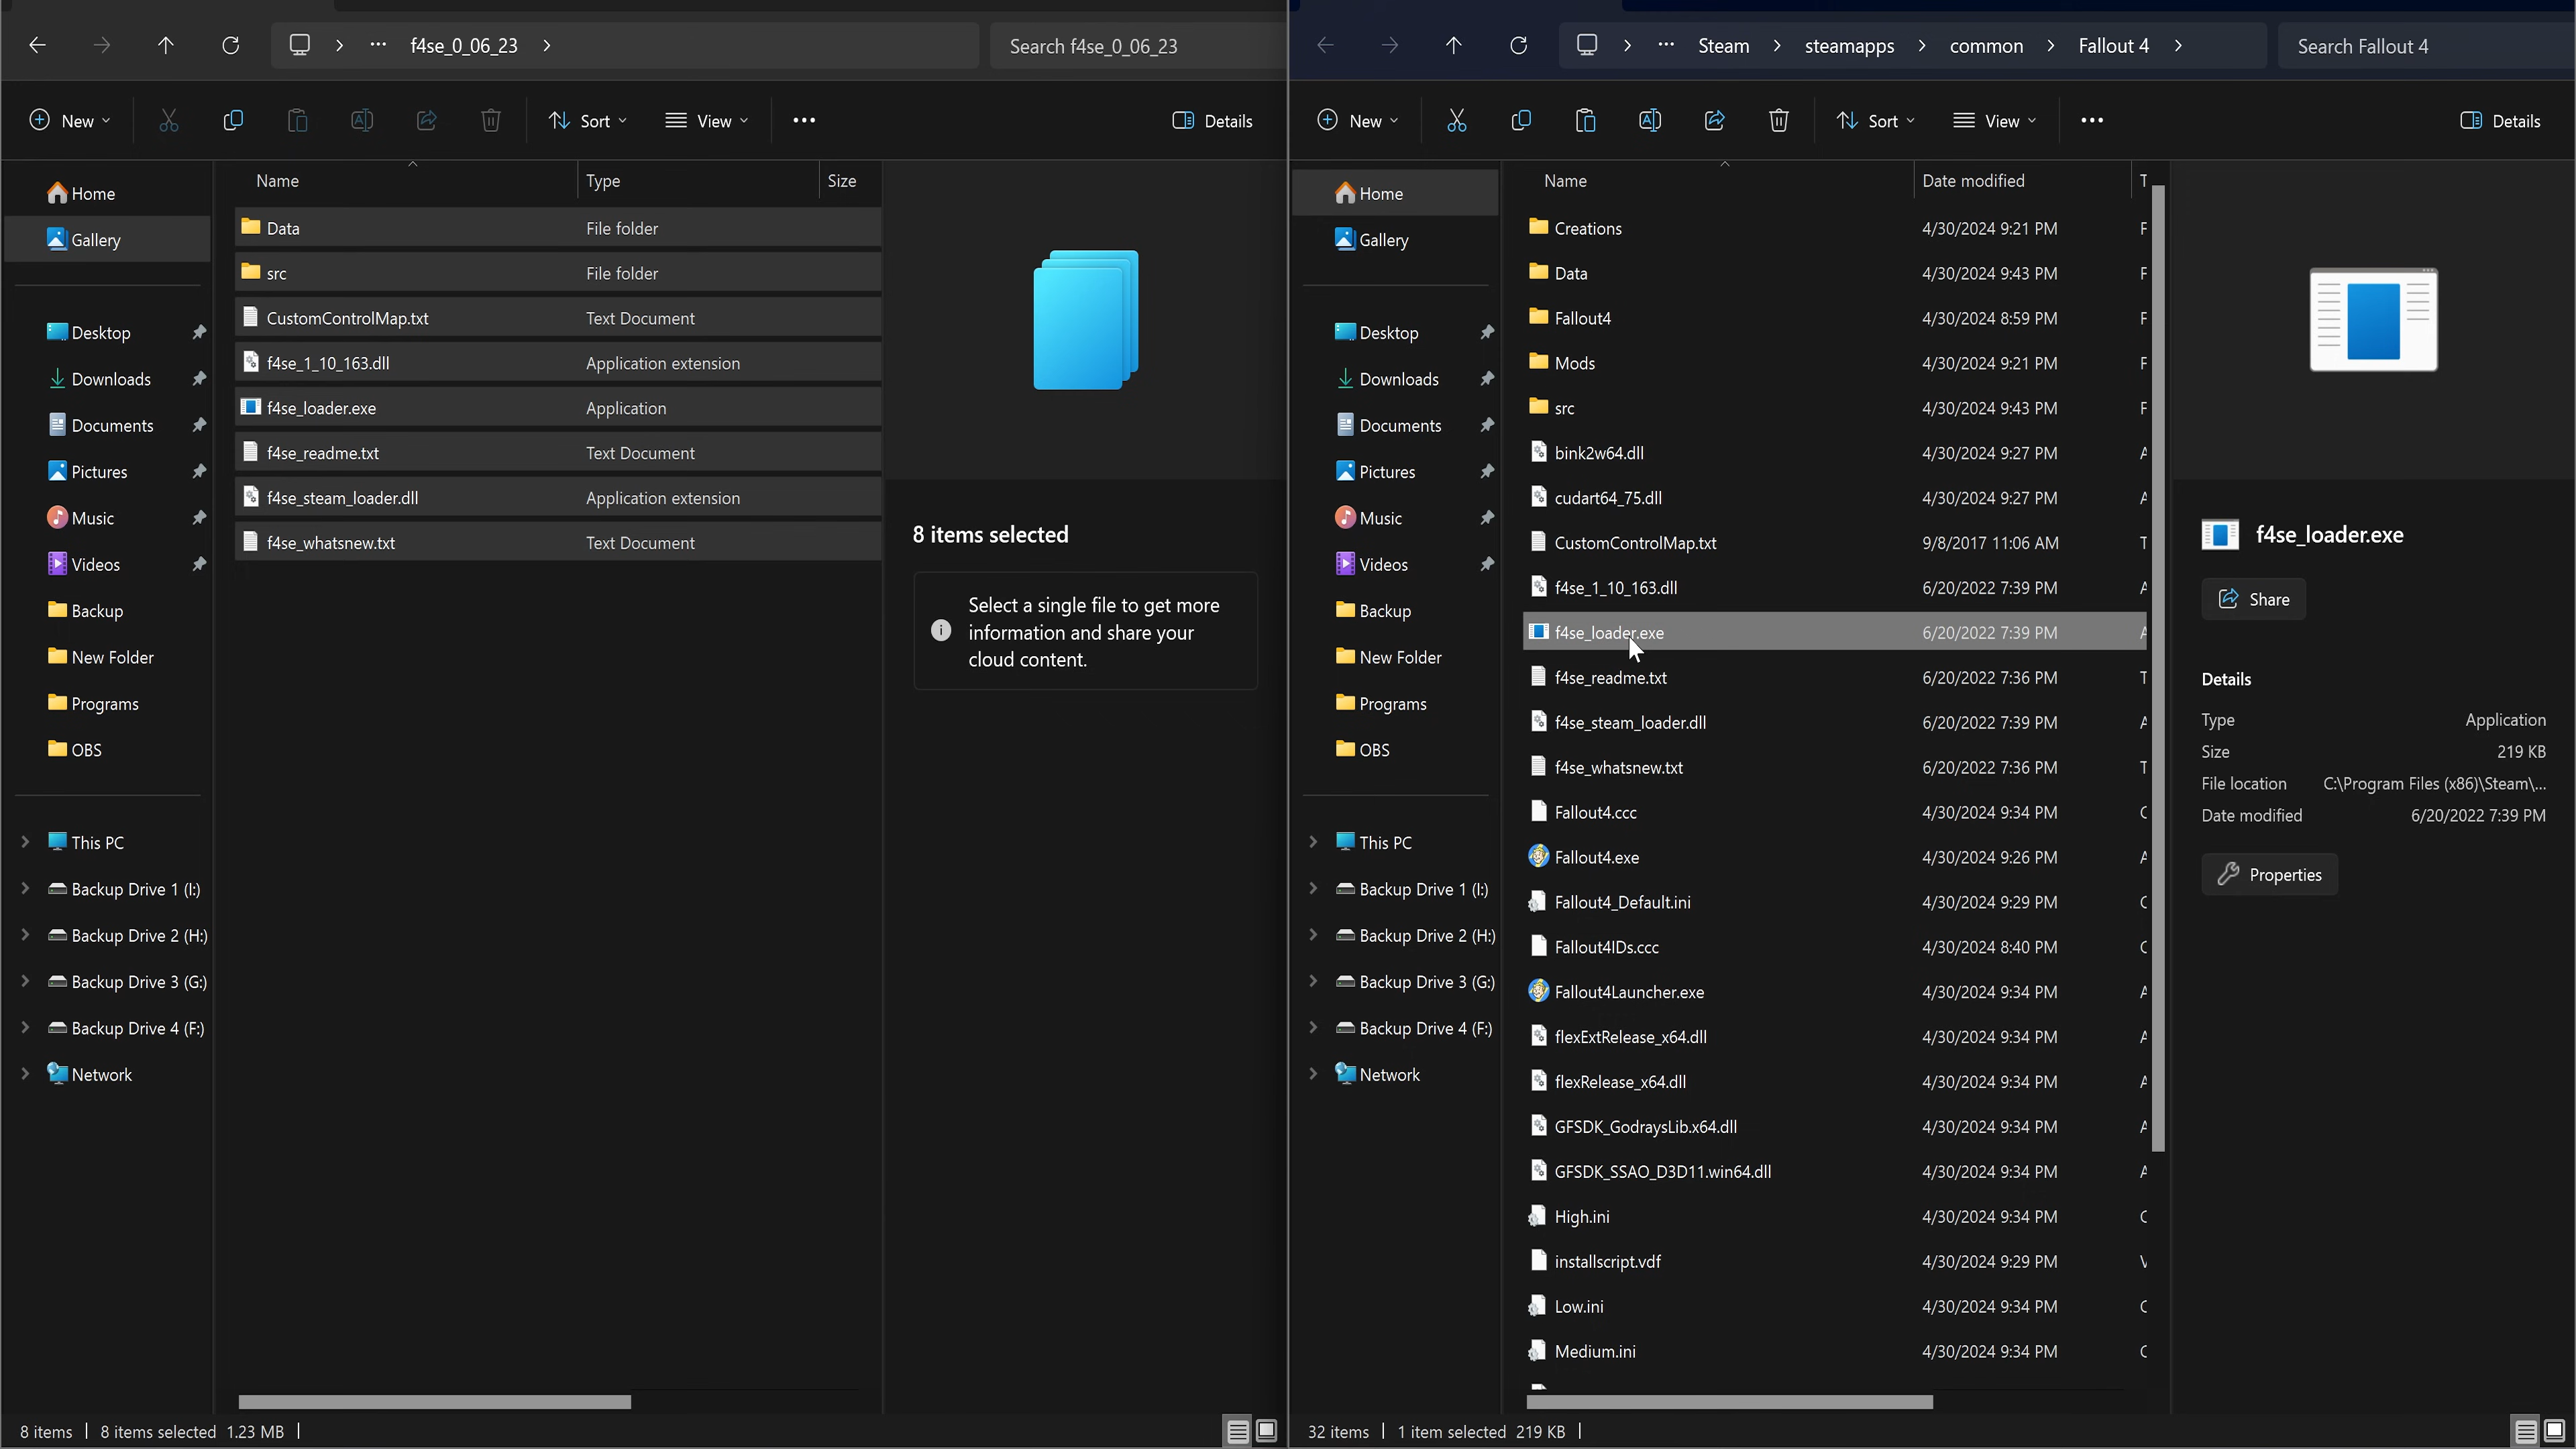 f4se_0_06_23
Search f4se_0_06_23
New
Sort
View
Details
Home
Gallery
Desktop
Downloads
Documents
Pictures
Music
Videos
Backup
New Folder
Programs
OBS
This PC
Backup Drive 1 (I:)
Backup Drive 2 (H:)
Backup Drive 3 (G:)
Backup Drive 4 (F:)
Network
Name Type Size
Data File folder
src File folder
CustomControlMap.txt Text Document
f4se_1_10_163.dll Application extension
f4se_loader.exe Application
f4se_readme.txt Text Document
f4se_steam_loader.dll Application extension
f4se_whatsnew.txt Text Document
8 items selected
Select a single file to get more
information and share your
cloud content.
8 items 8 items selected 1.23 MB
Steam steamapps common Fallout 4
Search Fallout 4
New
Sort
View
Details
Home
Gallery
Desktop
Downloads
Documents
Pictures
Music
Videos
Backup
New Folder
Programs
OBS
This PC
Backup Drive 1 (I:)
Backup Drive 2 (H:)
Backup Drive 3 (G:)
Backup Drive 4 (F:)
Network
Name Date modified
Creations 4/30/2024 9:21 PM
Data 4/30/2024 9:43 PM
Fallout4 4/30/2024 8:59 PM
Mods 4/30/2024 9:21 PM
src 4/30/2024 9:43 PM
bink2w64.dll 4/30/2024 9:27 PM
cudart64_75.dll 4/30/2024 9:27 PM
CustomControlMap.txt 9/8/2017 11:06 AM
f4se_1_10_163.dll 6/20/2022 7:39 PM
f4se_loader.exe 6/20/2022 7:39 PM
f4se_readme.txt 6/20/2022 7:36 PM
f4se_steam_loader.dll 6/20/2022 7:39 PM
f4se_whatsnew.txt 6/20/2022 7:36 PM
Fallout4.ccc 4/30/2024 9:34 PM
Fallout4.exe 4/30/2024 9:26 PM
Fallout4_Default.ini 4/30/2024 9:29 PM
Fallout4IDs.ccc 4/30/2024 8:40 PM
Fallout4Launcher.exe 4/30/2024 9:34 PM
flexExtRelease_x64.dll 4/30/2024 9:34 PM
flexRelease_x64.dll 4/30/2024 9:34 PM
GFSDK_GodraysLib.x64.dll 4/30/2024 9:34 PM
GFSDK_SSAO_D3D11.win64.dll 4/30/2024 9:34 PM
High.ini 4/30/2024 9:34 PM
installscript.vdf 4/30/2024 9:29 PM
Low.ini 4/30/2024 9:34 PM
Medium.ini 4/30/2024 9:34 PM
f4se_loader.exe
Share
Details
Type Application
Size 219 KB
File location C:\Program Files (x86)\Steam\...
Date modified 6/20/2022 7:39 PM
Properties
32 items 1 item selected 219 KB